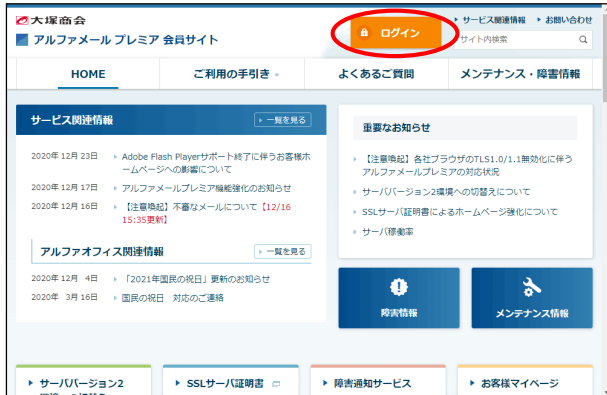 大塚商会
アルファメール プレミア 会員サイト
ログイン
サービス関連情報
お問い合わせ
サイト内検索
HOME
ご利用の手引き
よくあるご質問
メンテナンス・障害情報
サービス関連情報
一覧を見る
2020年 12月 23日 Adobe Flash Playerサポート終了に伴うお客様ホ
ームページへの影響について
2020年 12月 17日 アルファメールプレミア機能強化のお知らせ
2020年 12月 16日 【注意喚起】不審なメールについて【12/16
15:35更新】
アルファオフィス関連情報
一覧を見る
2020年 12月 4日 「2021年国民の祝日」更新のお知らせ
2020年 3月 16日 国民の祝日 対応のご連絡
重要なお知らせ
【注意喚起】各社ブラウザのTLS1.0/1.1無効化に伴う
アルファメールプレミアの対応状況
サーババージョン2環境への切替えについて
SSLサーバ証明書によるホームページ強化について
サーバ稼働率
障害情報
メンテナンス情報
サーババージョン2
SSLサーバ証明書
障害通知サービス
お客様マイページ